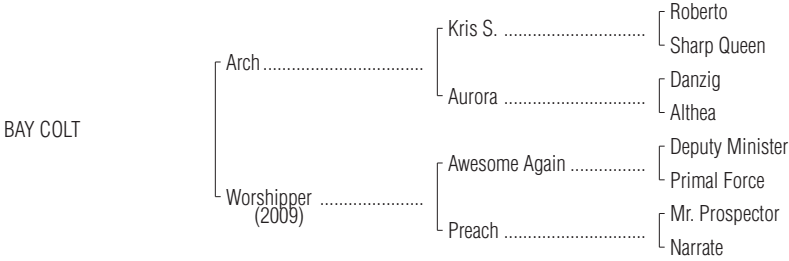 Roberto
Kris S. ................................
Sharp Queen
Arch ....................................
Danzig
Aurora ................................
Althea
BAY COLT
Deputy Minister
Awesome Again .................
Primal Force
Worshipper .......................
(2009)
Mr. Prospector
Preach ................................
Narrate